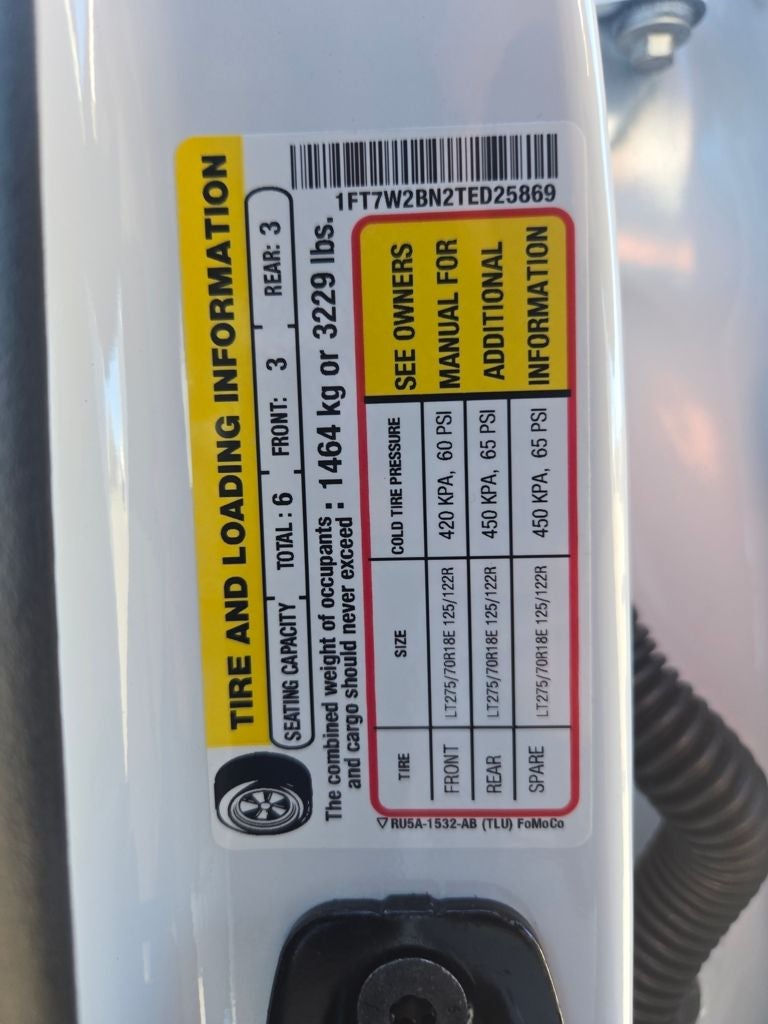 TIRE AND LOADING INFORMATION
SEATING CAPACITY TOTAL : 6 FRONT: 3 REAR: 3
The combined weight of occupants
and cargo should never exceed : 1464 kg or 3229 lbs.
1FT7W2BN2TED25869
TIRE SIZE COLD TIRE PRESSURE
FRONT LT275/70R18E 125/122R 420 KPA, 60 PSI
REAR LT275/70R18E 125/122R 450 KPA, 65 PSI
SPARE LT275/70R18E 125/122R 450 KPA, 65 PSI
SEE OWNERS
MANUAL FOR
ADDITIONAL
INFORMATION
▽RU5A-1532-AB (TLU) FoMoCo